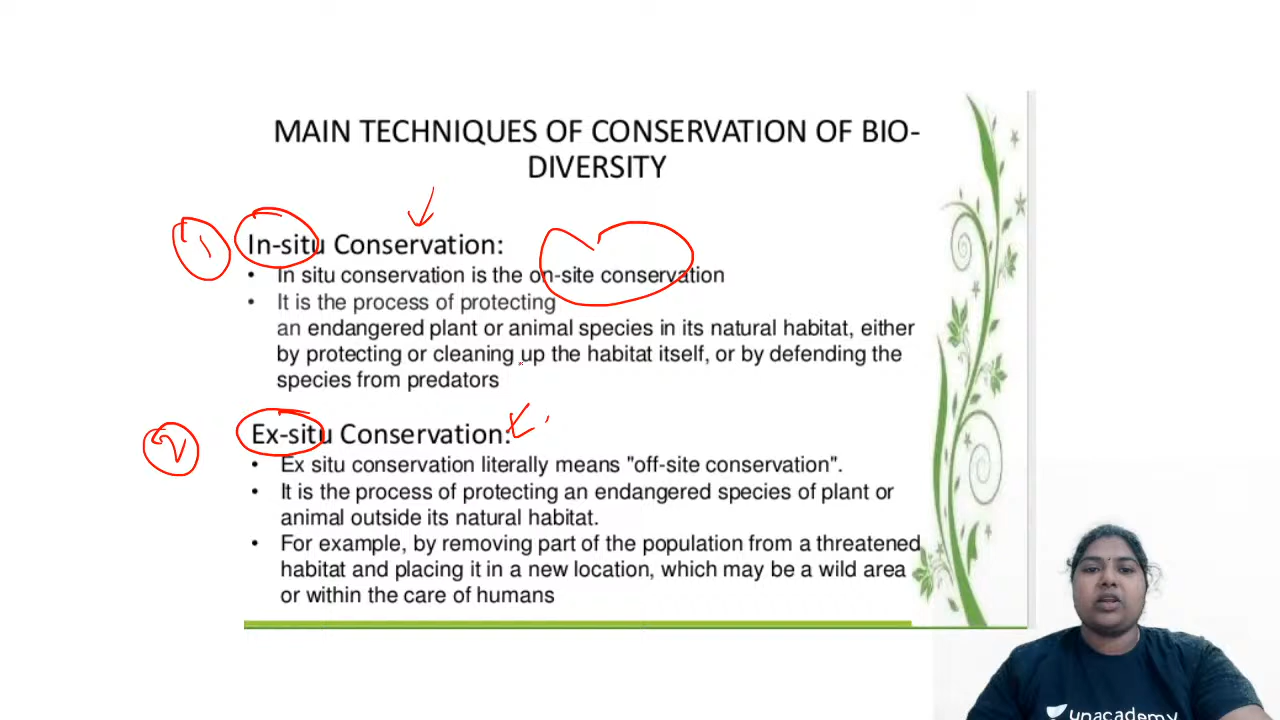 MAIN TECHNIQUES OF CONSERVATION OF BIO-
DIVERSITY
1
In-situ Conservation:
• In situ conservation is the on-site conservation
• It is the process of protecting
an endangered plant or animal species in its natural habitat, either
by protecting or cleaning up the habitat itself, or by defending the
species from predators
2
Ex-situ Conservation:
• Ex situ conservation literally means "off-site conservation".
• It is the process of protecting an endangered species of plant or
animal outside its natural habitat.
• For example, by removing part of the population from a threatened
habitat and placing it in a new location, which may be a wild area
or within the care of humans
unacademy